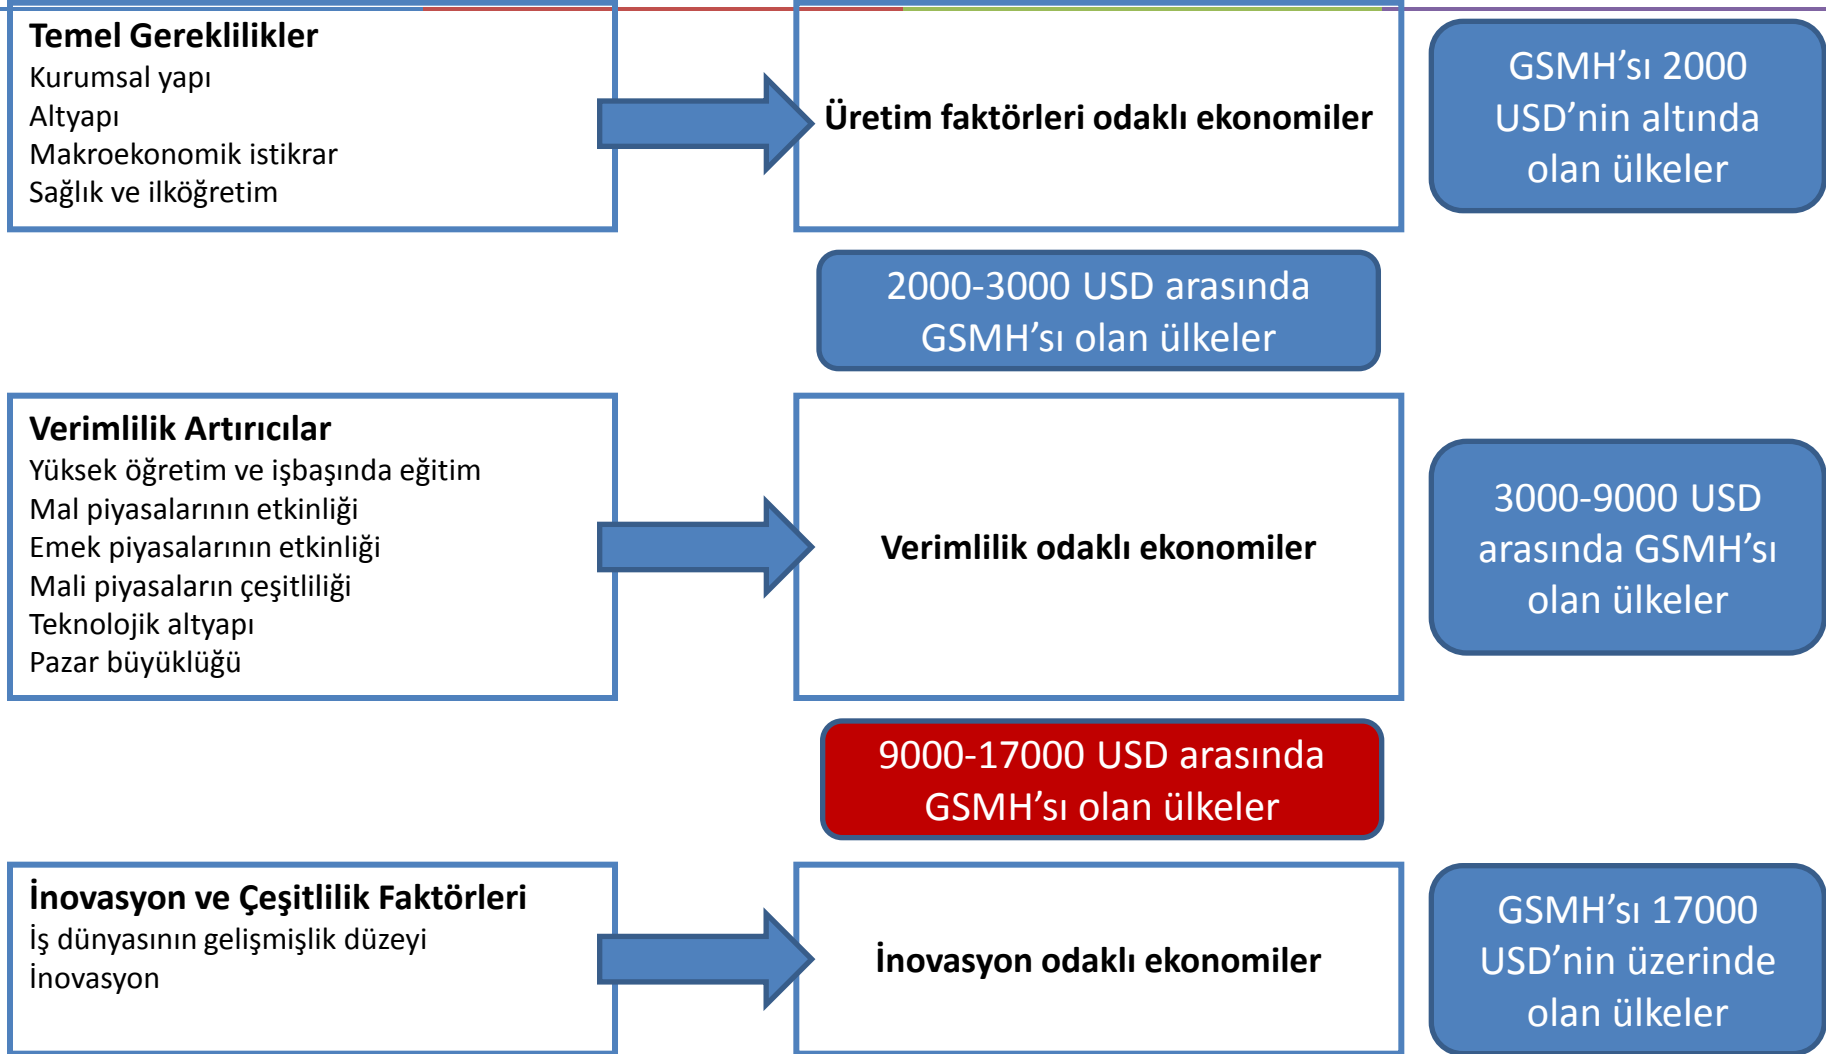 Temel Gereklilikler
Kurumsal yapı
Altyapı
Makroekonomik istikrar
Sağlık ve ilköğretim
Üretim faktörleri odaklı ekonomiler
GSMH’sı 2000
USD’nin altında
olan ülkeler
2000-3000 USD arasında
GSMH’sı olan ülkeler
Verimlilik Artırıcılar
Yüksek öğretim ve işbaşında eğitim
Mal piyasalarının etkinliği
Emek piyasalarının etkinliği
Mali piyasaların çeşitliliği
Teknolojik altyapı
Pazar büyüklüğü
Verimlilik odaklı ekonomiler
3000-9000 USD
arasında GSMH’sı
olan ülkeler
9000-17000 USD arasında
GSMH’sı olan ülkeler
İnovasyon ve Çeşitlilik Faktörleri
İş dünyasının gelişmişlik düzeyi
İnovasyon
İnovasyon odaklı ekonomiler
GSMH’sı 17000
USD’nin üzerinde
olan ülkeler